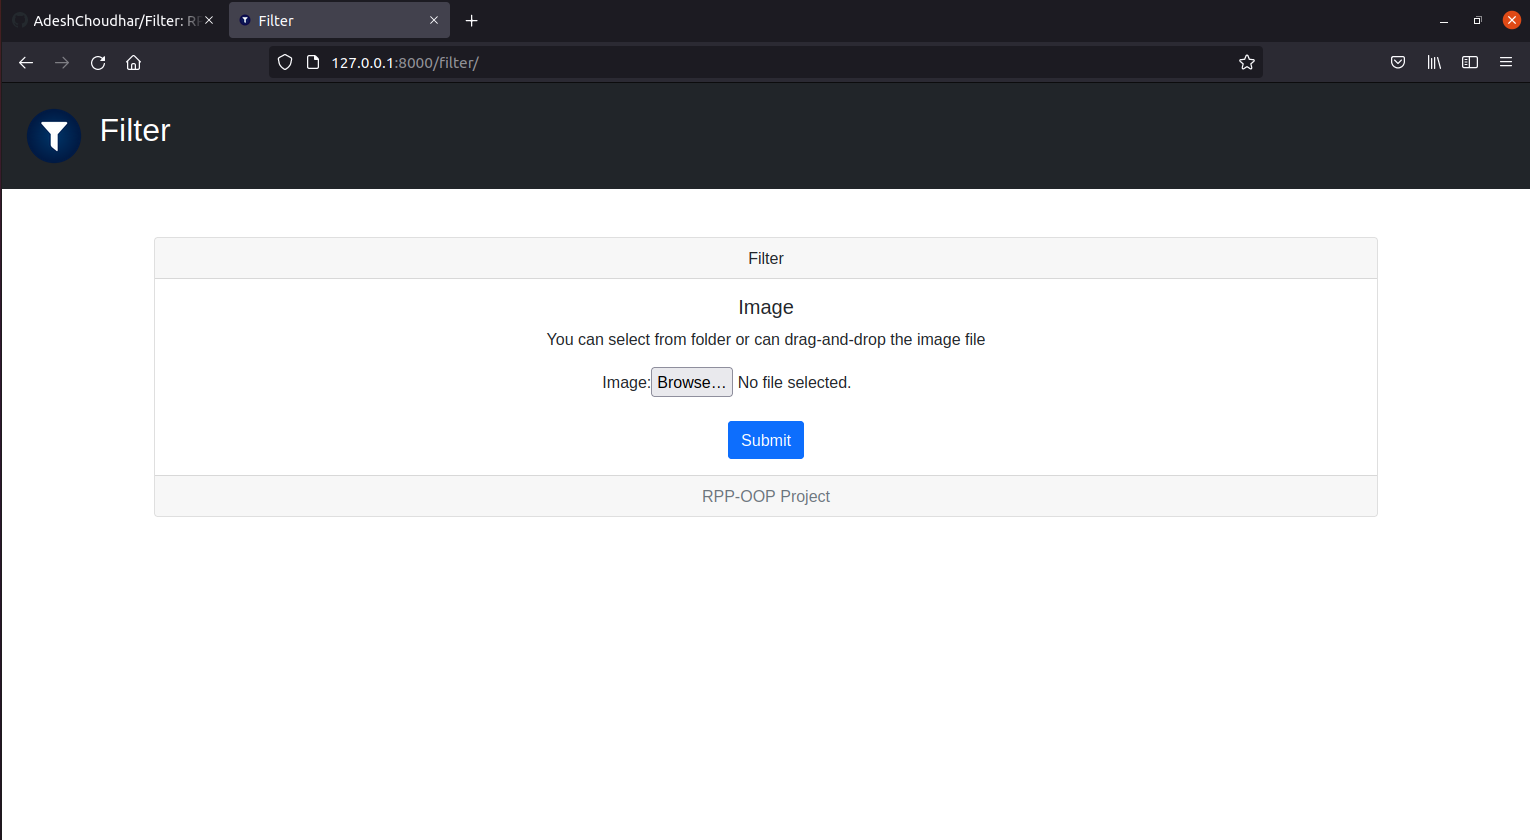 AdeshChoudhar/Filter: RP
Filter
127.0.0.1:8000/filter/
Filter
Filter
Image
You can select from folder or can drag-and-drop the image file
Image: Browse… No file selected.
Submit
RPP-OOP Project